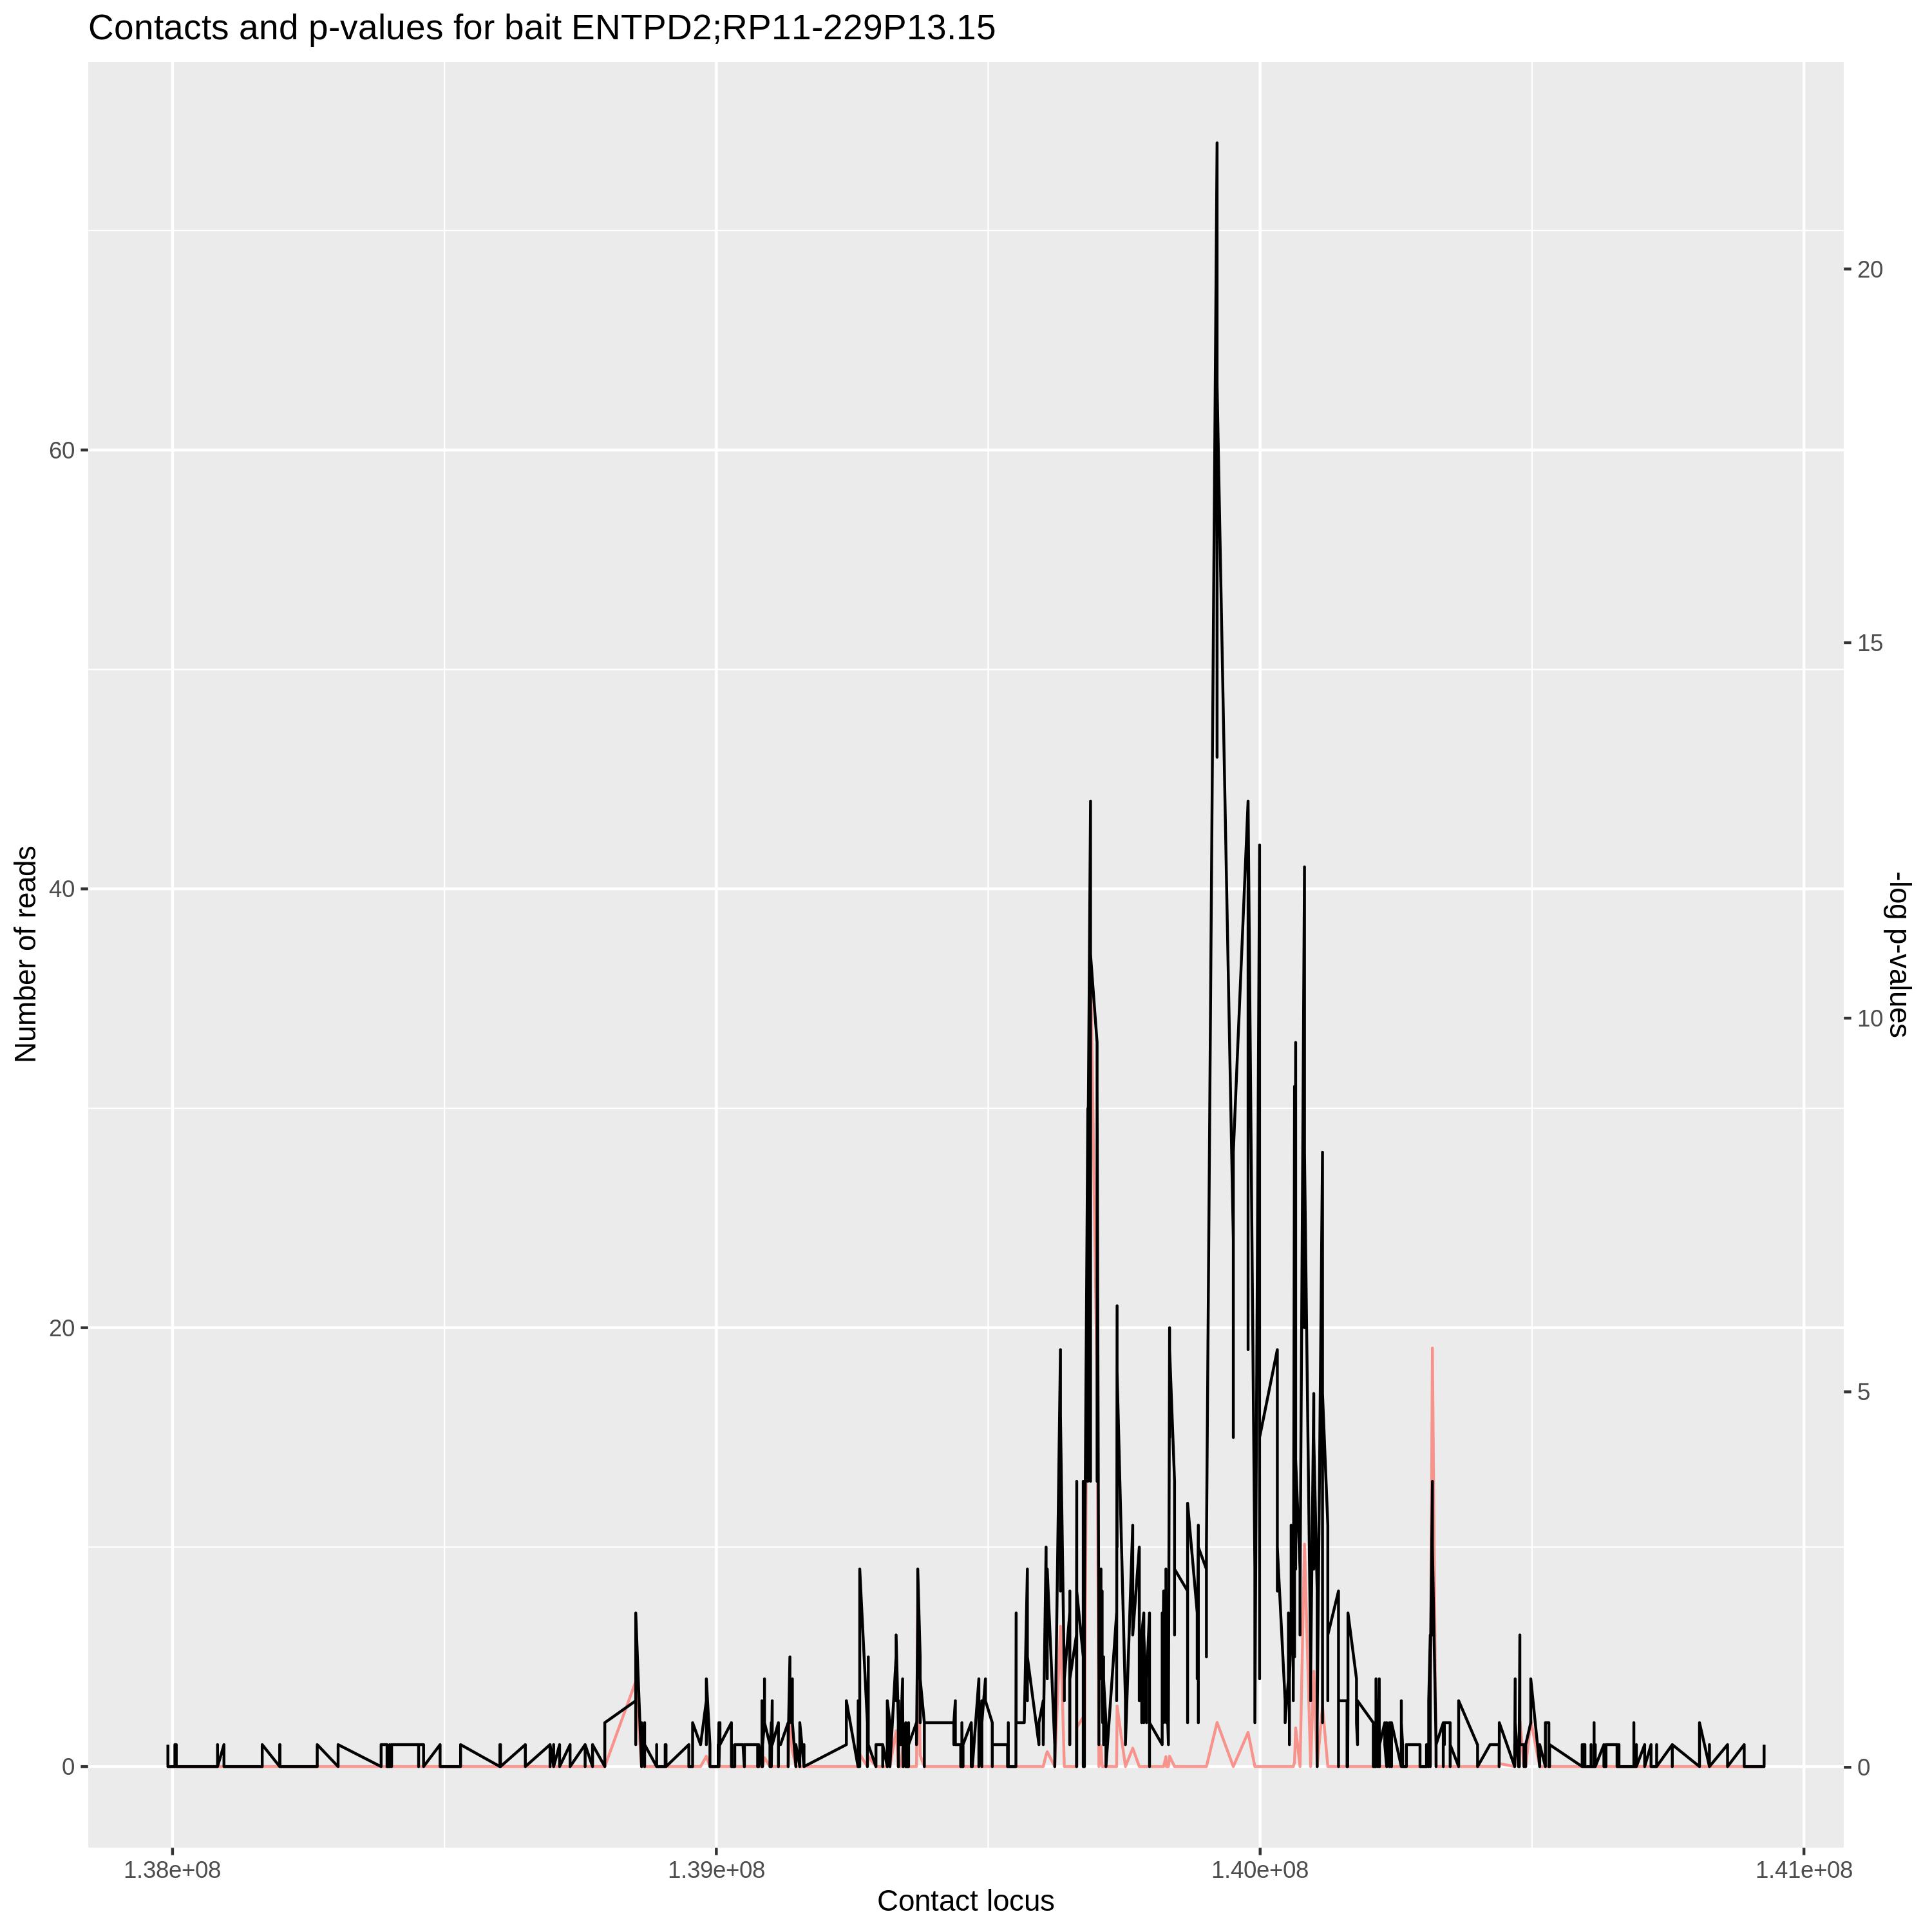 Contacts and p-values for bait ENTPD2;RP11-229P13.15
60
40
20
0
Number of reads
20
15
10
5
0
-log p-values
1.38e+08
1.39e+08
1.40e+08
1.41e+08
Contact locus